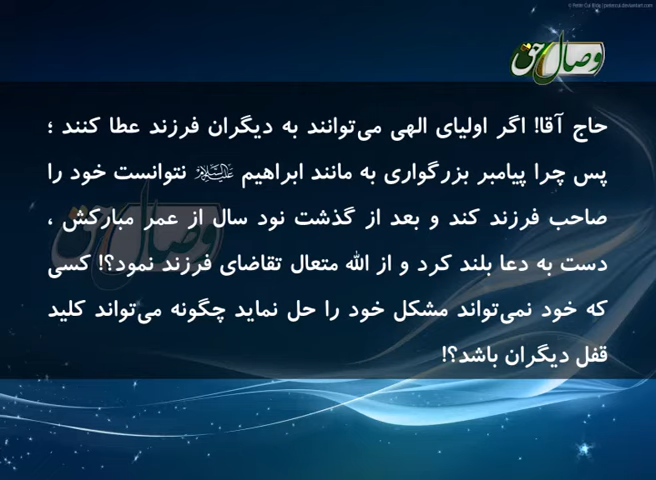 وصال حق
حاج آقا! اگر اولیای الهی می‌توانند به دیگران فرزند عطا کنند ؛
پس چرا پیامبر بزرگواری به مانند ابراهیم علیه السلام نتوانست خود را
صاحب فرزند کند و بعد از گذشت نود سال از عمر مبارکش ،
دست به دعا بلند کرد و از الله متعال تقاضای فرزند نمود؟! کسی
که خود نمی‌تواند مشکل خود را حل نماید چگونه می‌تواند کلید
قفل دیگران باشد؟!